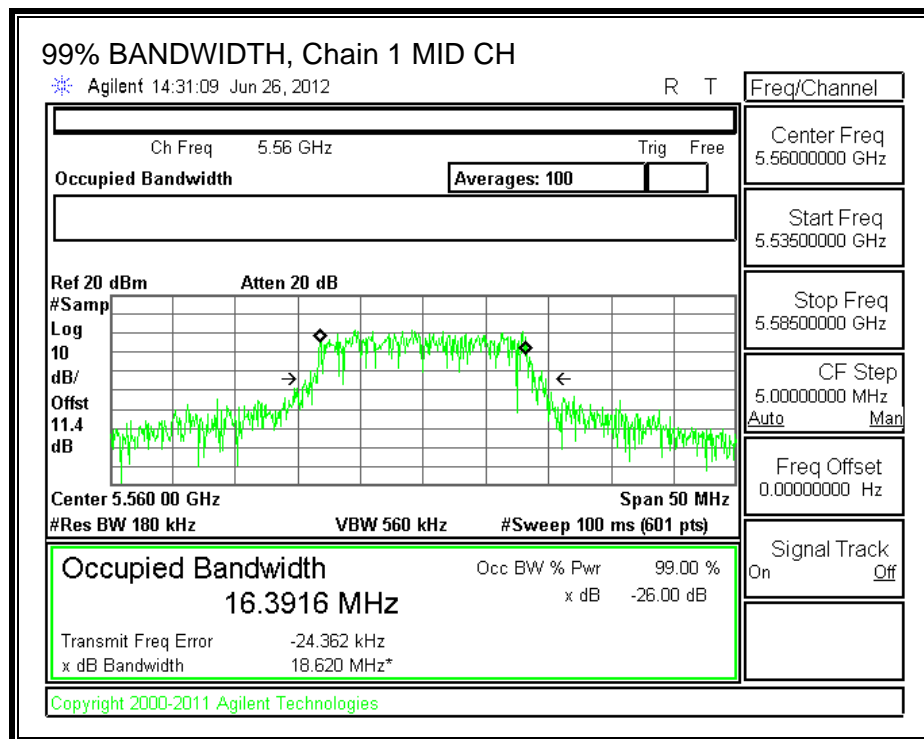 99% BANDWIDTH, Chain 1 MID CH
Agilent 14:31:09 Jun 26, 2012 R T
Freq/Channel
Ch Freq 5.56 GHz Trig Free
Occupied Bandwidth Averages: 100
Center Freq
5.56000000 GHz
Start Freq
5.53500000 GHz
Stop Freq
5.58500000 GHz
CF Step
5.00000000 MHz
Auto Man
Freq Offset
0.00000000 Hz
Signal Track
On Off
Ref 20 dBm Atten 20 dB
#Samp
Log
10
dB/
Offst
11.4
dB
Center 5.560 00 GHz Span 50 MHz
#Res BW 180 kHz VBW 560 kHz #Sweep 100 ms (601 pts)
Occupied Bandwidth Occ BW % Pwr 99.00 %
16.3916 MHz x dB -26.00 dB
Transmit Freq Error -24.362 kHz
x dB Bandwidth 18.620 MHz*
Copyright 2000-2011 Agilent Technologies